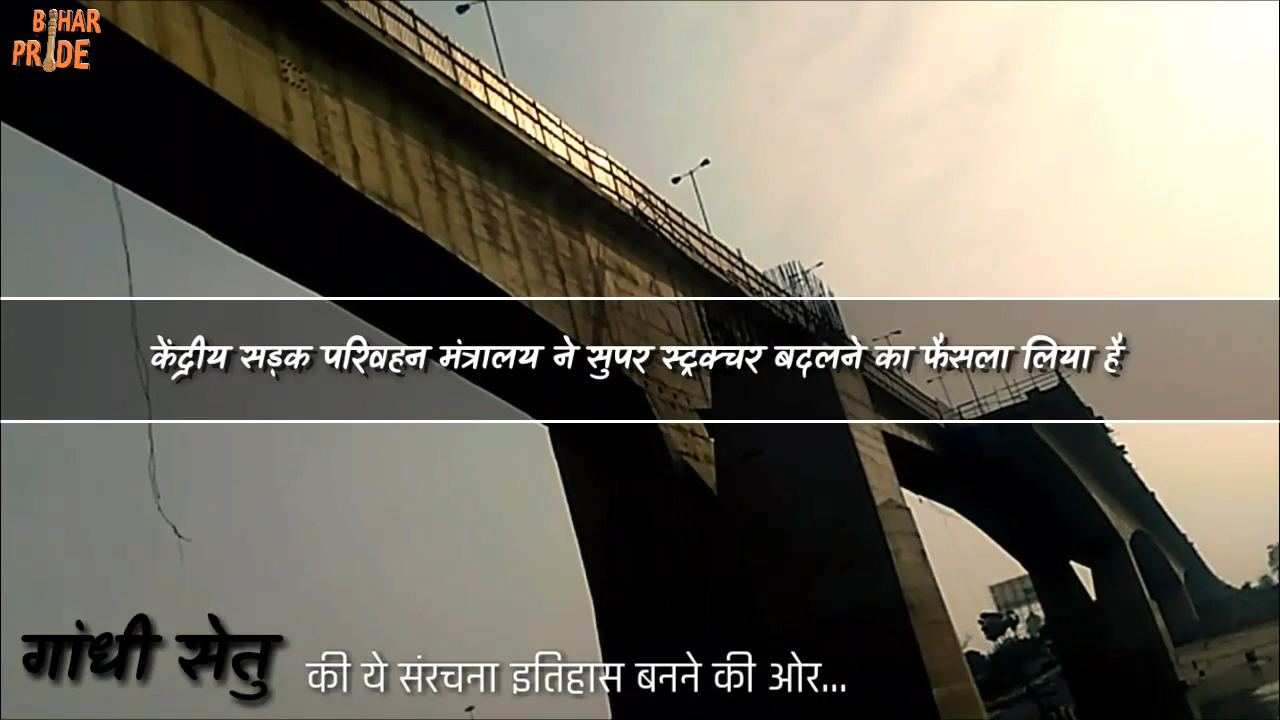 BIHAR
PRIDE
केंद्रीय सड़क परिवहन मंत्रालय ने सुपर स्ट्रक्चर बदलने का फैसला लिया है
गांधी सेतु की ये संरचना इतिहास बनने की ओर...